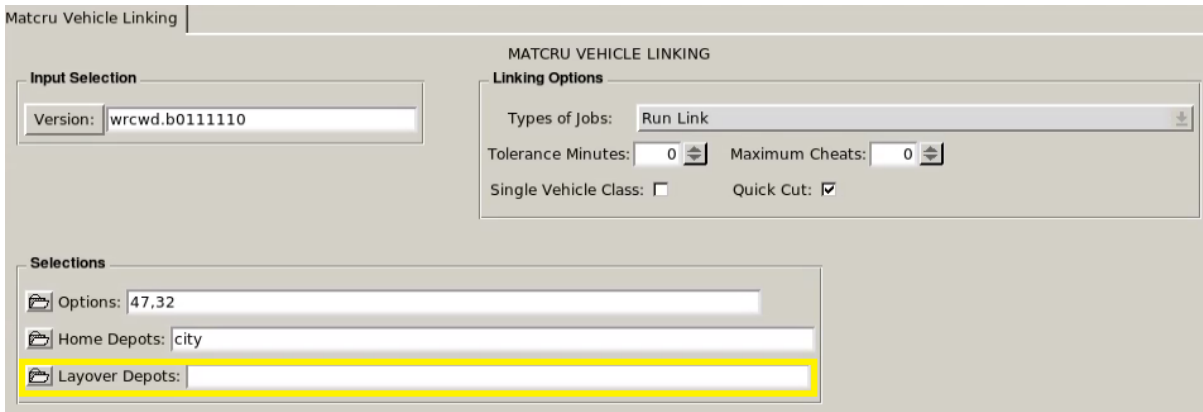 Matcru Vehicle Linking
MATCRU VEHICLE LINKING
Input Selection
Version: wrcwd.b0111110
Linking Options
Types of Jobs: Run Link
Tolerance Minutes: 0 Maximum Cheats: 0
Single Vehicle Class: Quick Cut:
Selections
Options: 47,32
Home Depots: city
Layover Depots: